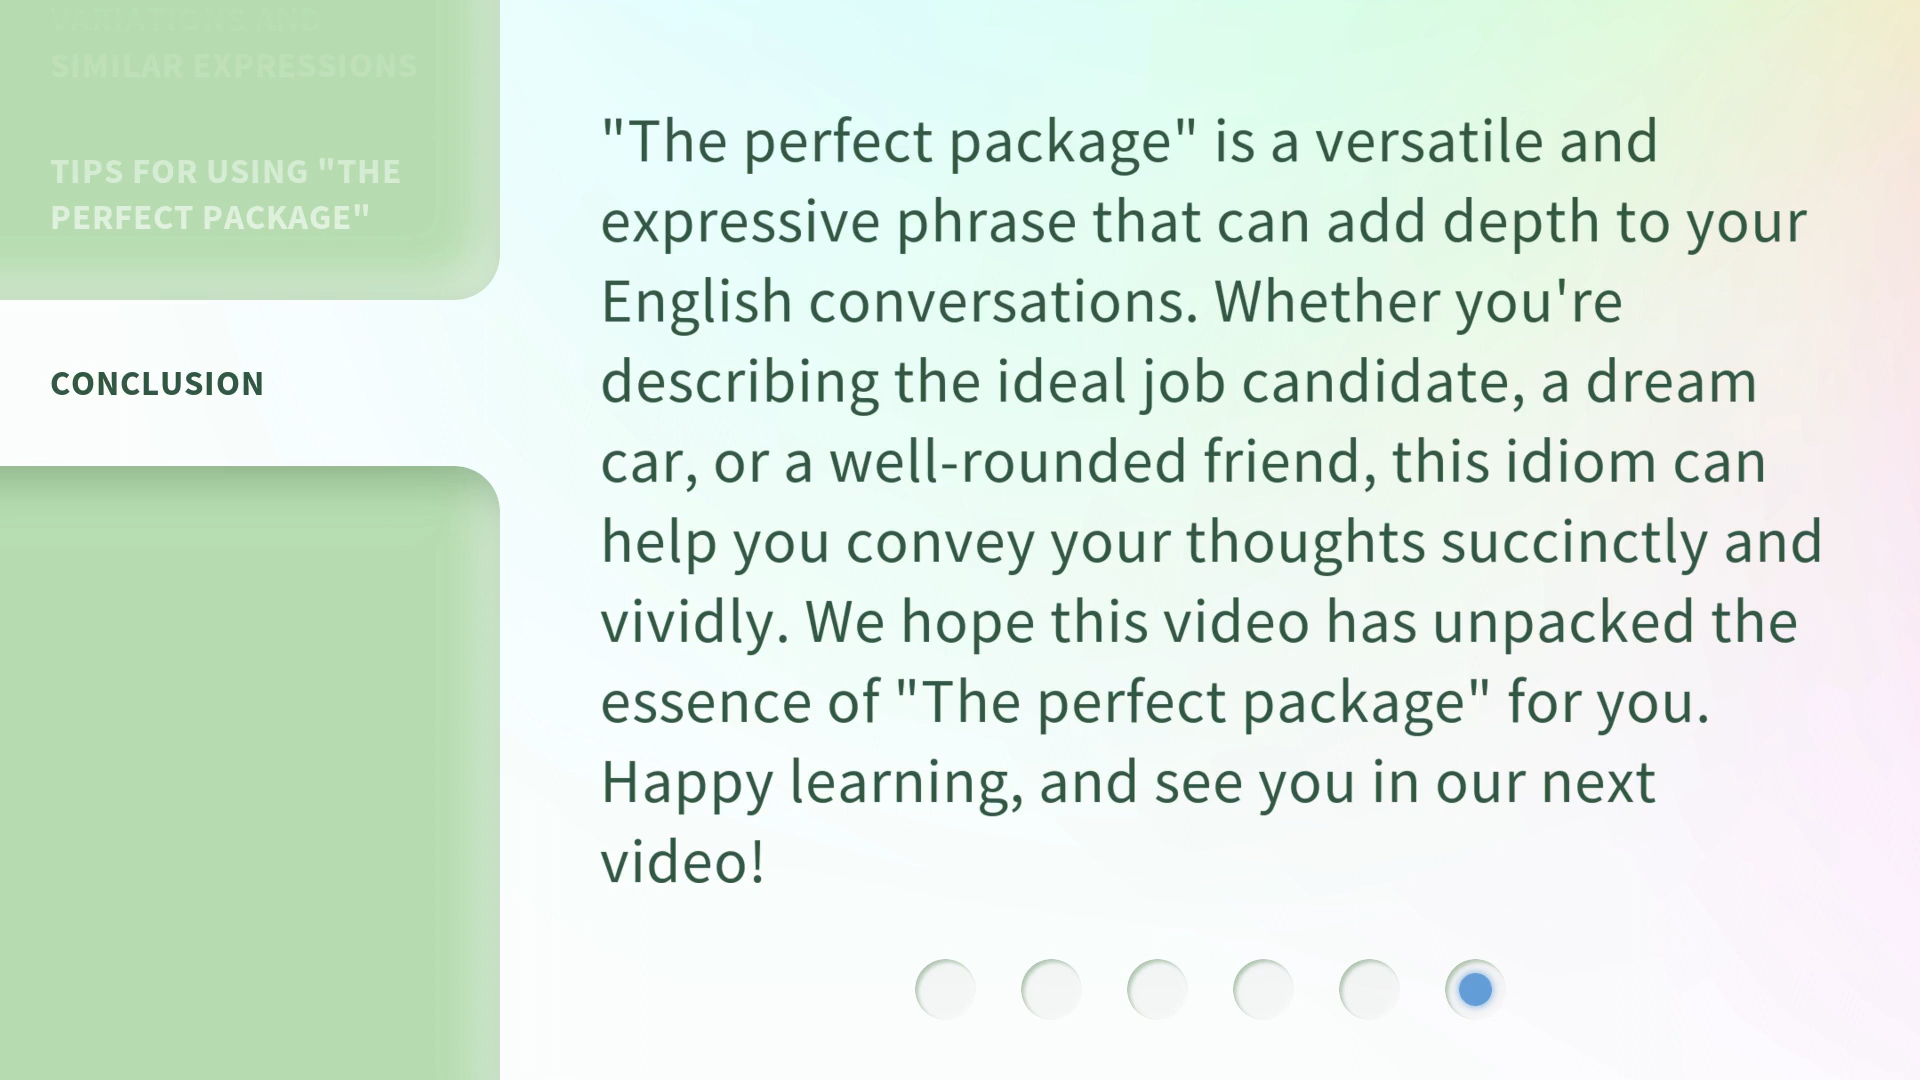 VARIATIONS AND
SIMILAR EXPRESSIONS
TIPS FOR USING "THE
PERFECT PACKAGE"
CONCLUSION
"The perfect package" is a versatile and
expressive phrase that can add depth to your
English conversations. Whether you're
describing the ideal job candidate, a dream
car, or a well-rounded friend, this idiom can
help you convey your thoughts succinctly and
vividly. We hope this video has unpacked the
essence of "The perfect package" for you.
Happy learning, and see you in our next
video!